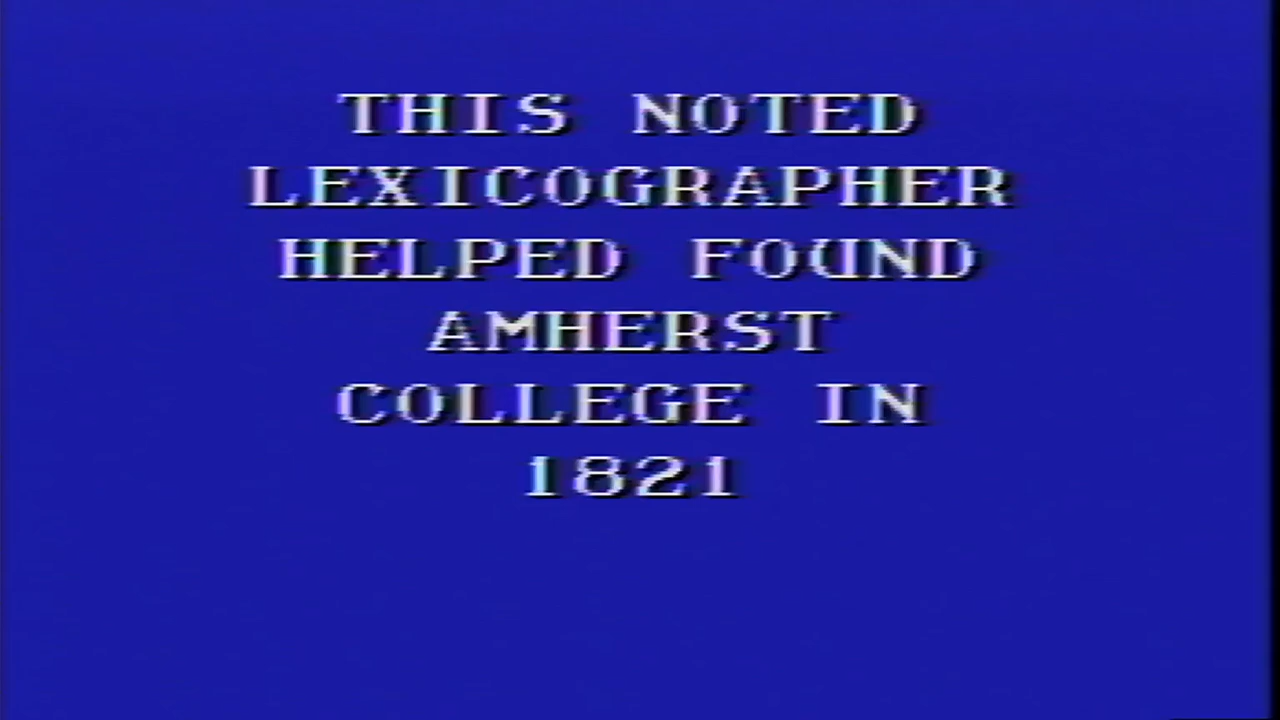 THIS NOTED
LEXICOGRAPHER
HELPED FOUND
AMHERST
COLLEGE IN
1821